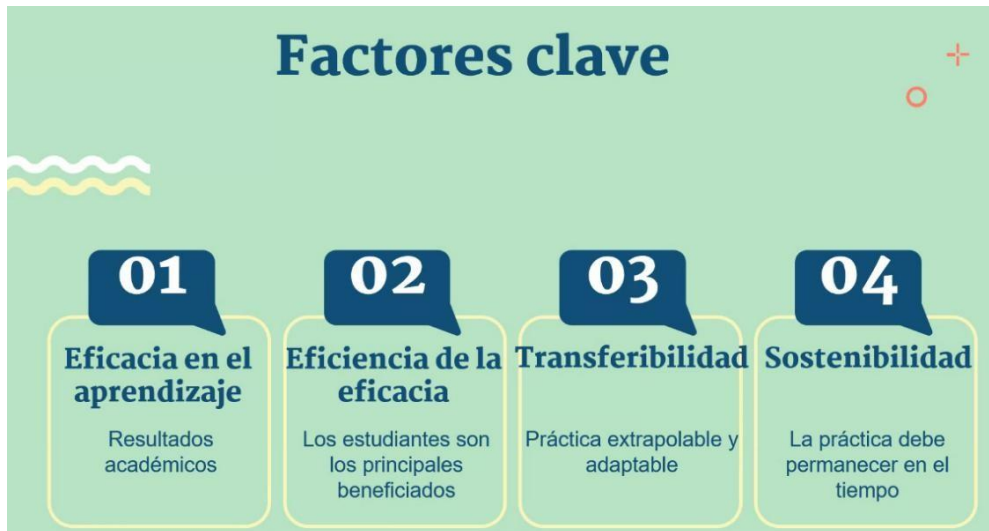 Factores clave
01
Eficacia en el
aprendizaje
Resultados
académicos
02
Eficiencia de la
eficacia
Los estudiantes son
los principales
beneficiados
03
Transferibilidad
Práctica extrapolable y
adaptable
04
Sostenibilidad
La práctica debe
permanecer en el
tiempo